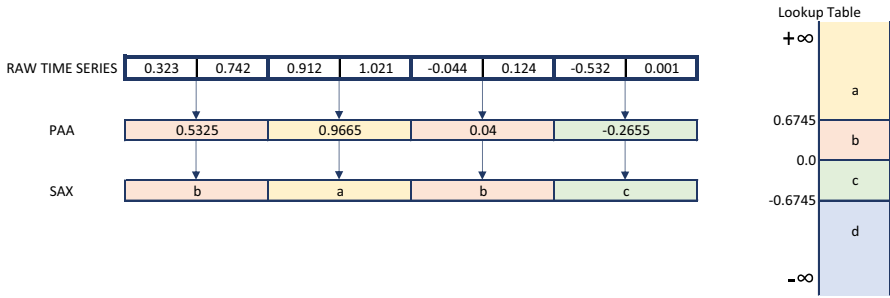 Lookup Table
+∞
RAW TIME SERIES 0.323 0.742 0.912 1.021 -0.044 0.124 -0.532 0.001
a
0.6745
PAA 0.5325 0.9665 0.04 -0.2655
b
0.0
c
SAX b a b c
-0.6745
d
-∞